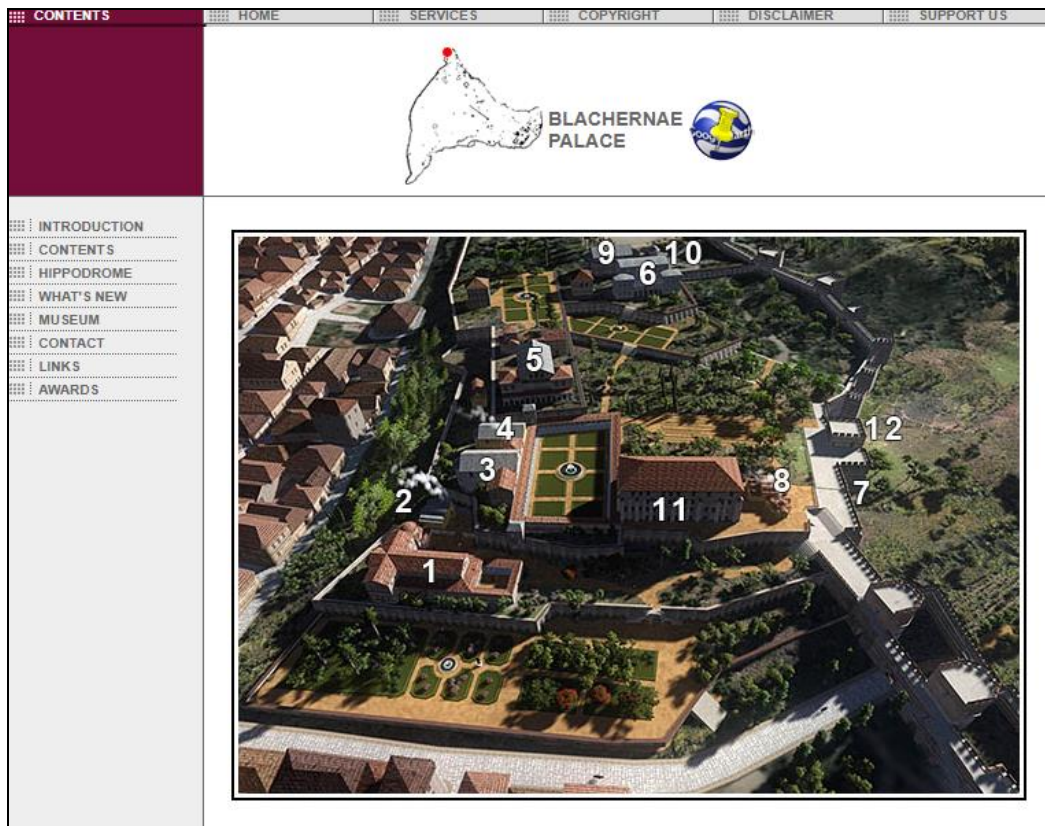 CONTENTS HOME SERVICES COPYRIGHT DISCLAIMER SUPPORT US
BLACHERNAE
PALACE
INTRODUCTION
CONTENTS
HIPPODROME
WHAT'S NEW
MUSEUM
CONTACT
LINKS
AWARDS
9 10
6
5
4
12
3
8
7
2
11
1